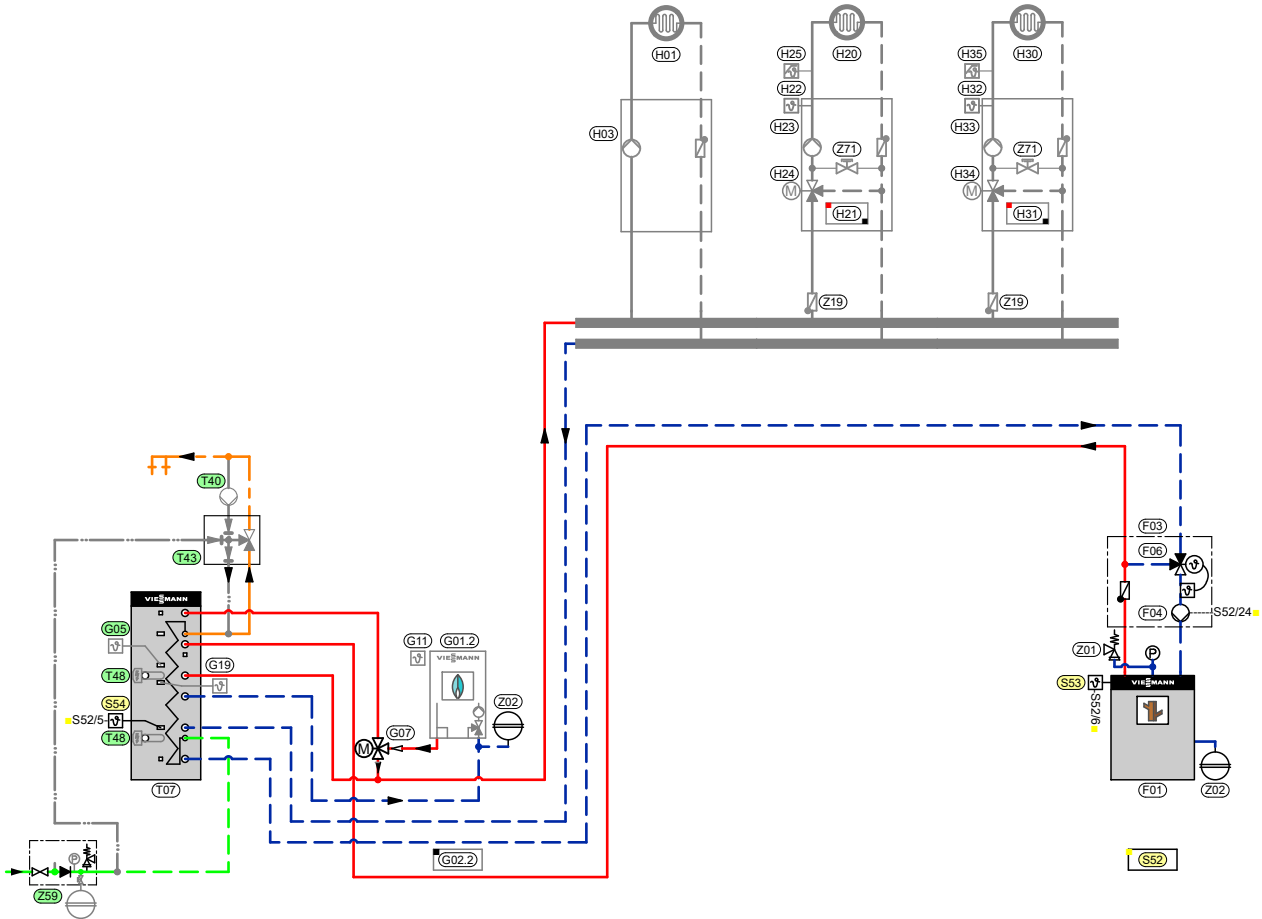 H01
H25
H20
H35
H30
H22
H32
H03
H23
H33
Z71
Z71
H24
M
H34
M
H21
H31
Z19
Z19
T40
T43
F03
F06
F04
S52/24
VIESMANN
G05
G11
G01.2
VIESMANN
Z01
P
T48
G19
S53
VIESMANN
S54
S52/5
S52/6
Z02
T48
G07
M
T07
F01
Z02
P
G02.2
S52
Z59